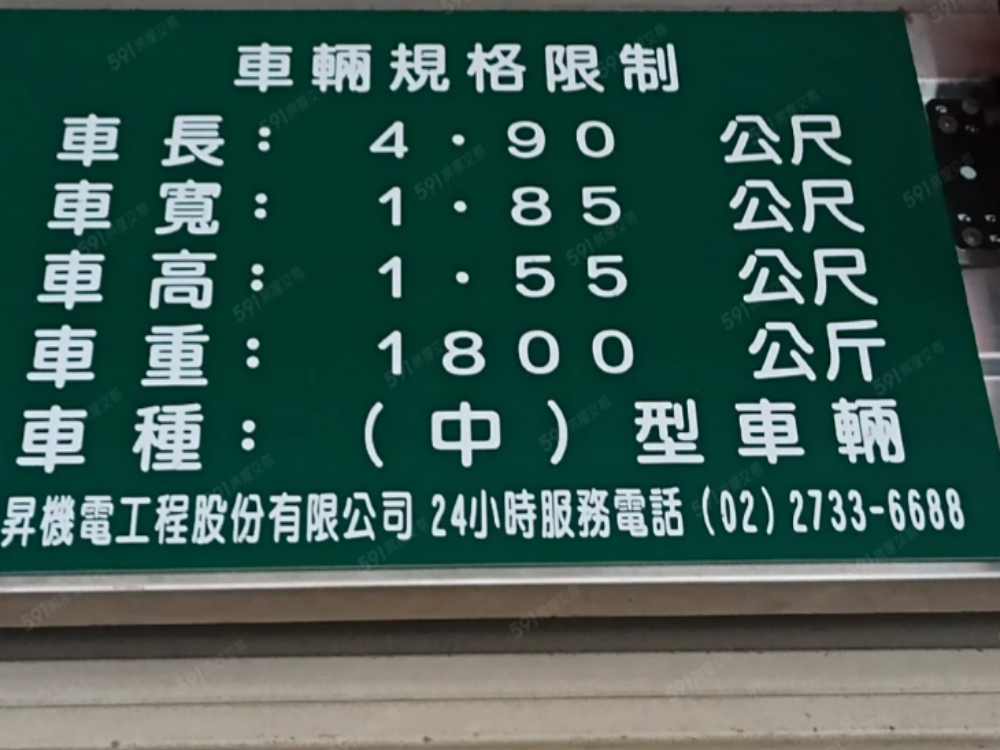 車輛規格限制
車長： 4．90 公尺
車寬： 1．85 公尺
車高： 1．55 公尺
車重： 1800 公斤
車種： （中）型車輛
昇機電工程股份有限公司 24小時服務電話（02）2733-6688